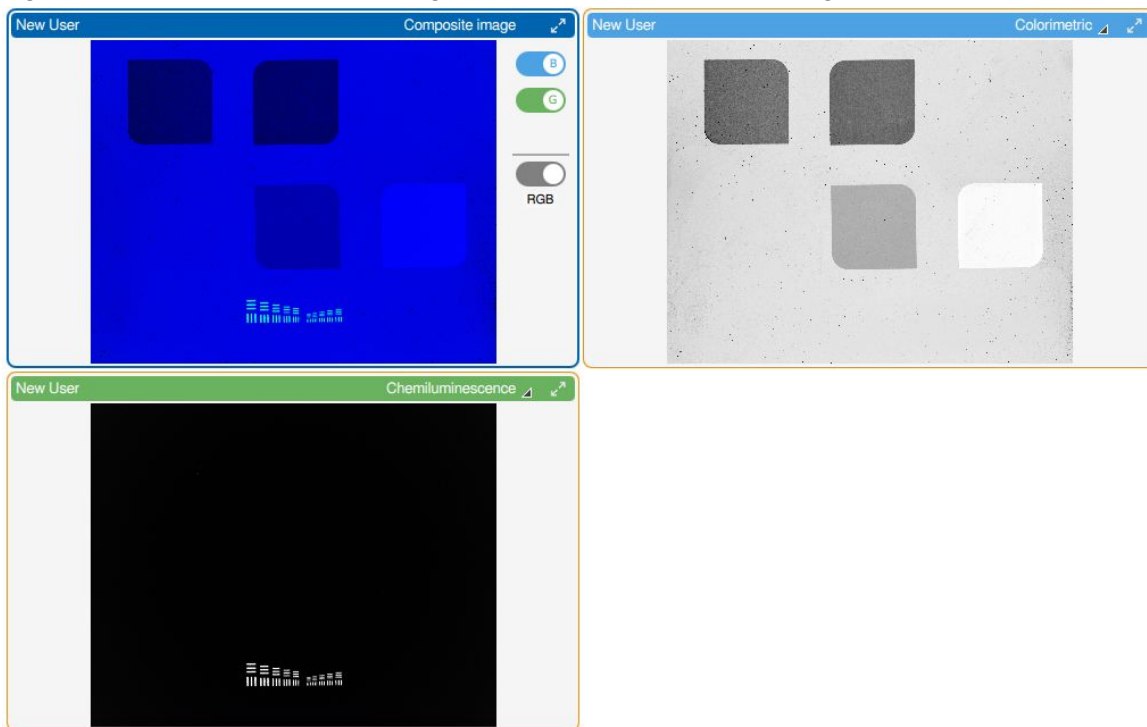 New User Composite image
B
G
RGB
New User Colorimetric
New User Chemiluminescence